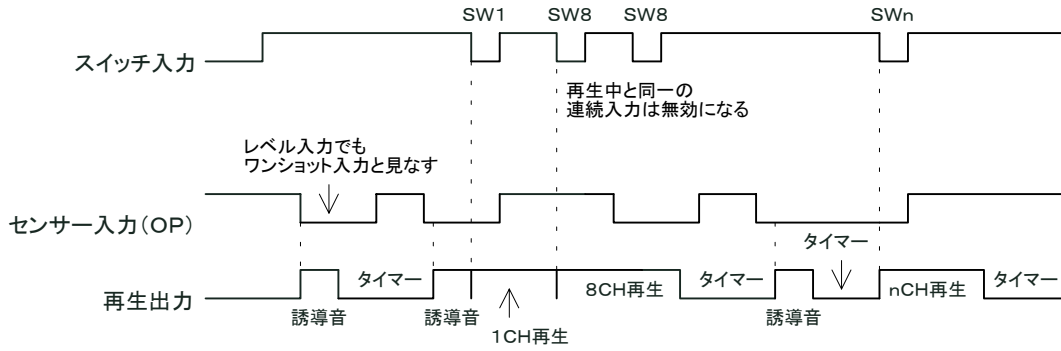 SW1 SW8 SW8 SWn
スイッチ入力
再生中と同一の
連続入力は無効になる
レベル入力でも
ワンショット入力と見なす
センサー入力(OP)
タイマー
タイマー タイマー タイマー
再生出力
8CH再生 nCH再生
誘導音 誘導音 誘導音
1CH再生